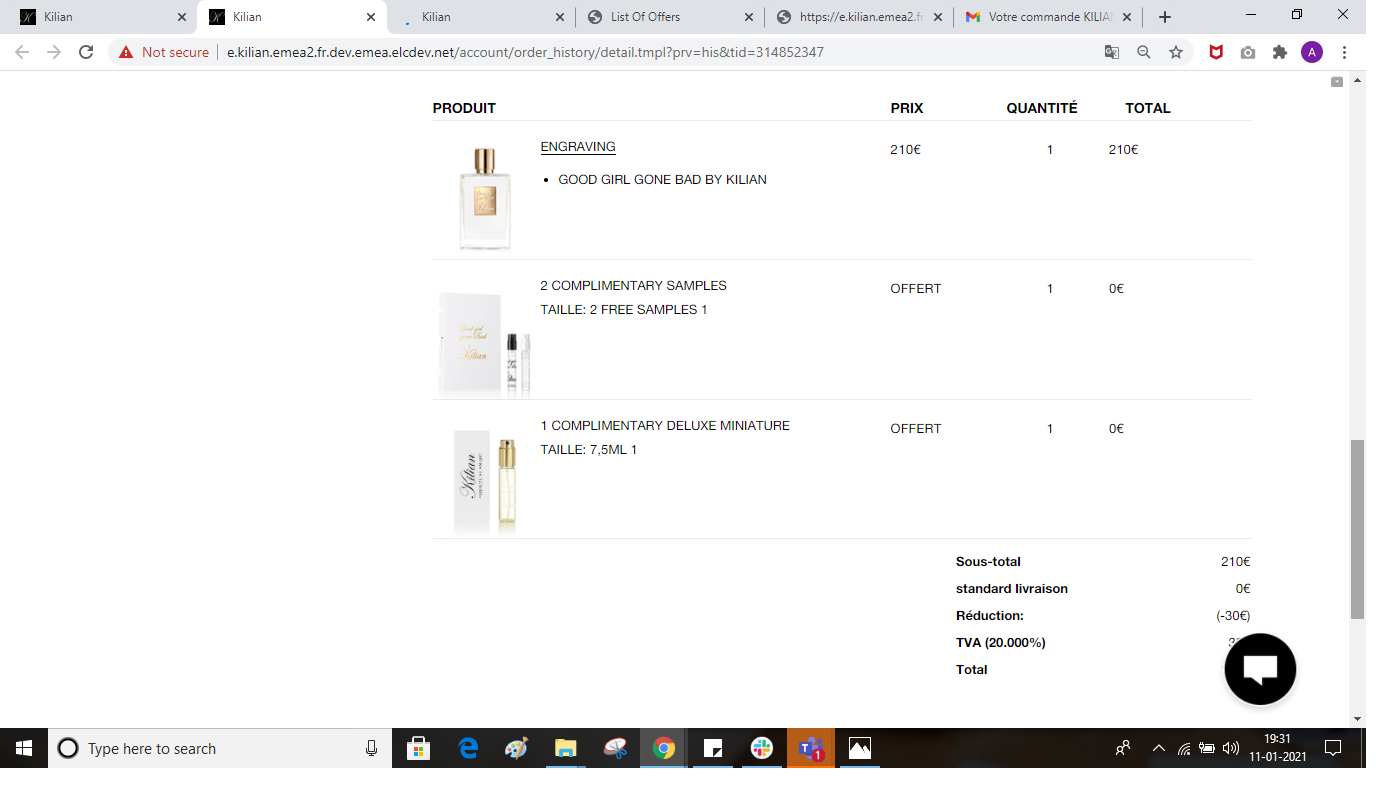 Kilian
Kilian
Kilian
List Of Offers
https://e.kilian.emea2.fr
Votre commande KILIAN
Not secure
e.kilian.emea2.fr.dev.emea.elcdev.net/account/order_history/detail.tmpl?prv=his&tid=314852347
A
PRODUIT PRIX QUANTITÉ TOTAL
ENGRAVING 210€ 1 210€
• GOOD GIRL GONE BAD BY KILIAN
2 COMPLIMENTARY SAMPLES OFFERT 1 0€
TAILLE: 2 FREE SAMPLES 1
Good girl
gone Bad
Kilian
1 COMPLIMENTARY DELUXE MINIATURE OFFERT 1 0€
TAILLE: 7,5ML 1
Kilian
Sous-total 210€
standard livraison 0€
Réduction: (-30€)
TVA (20.000%)
Total
Type here to search
1
19:31
11-01-2021